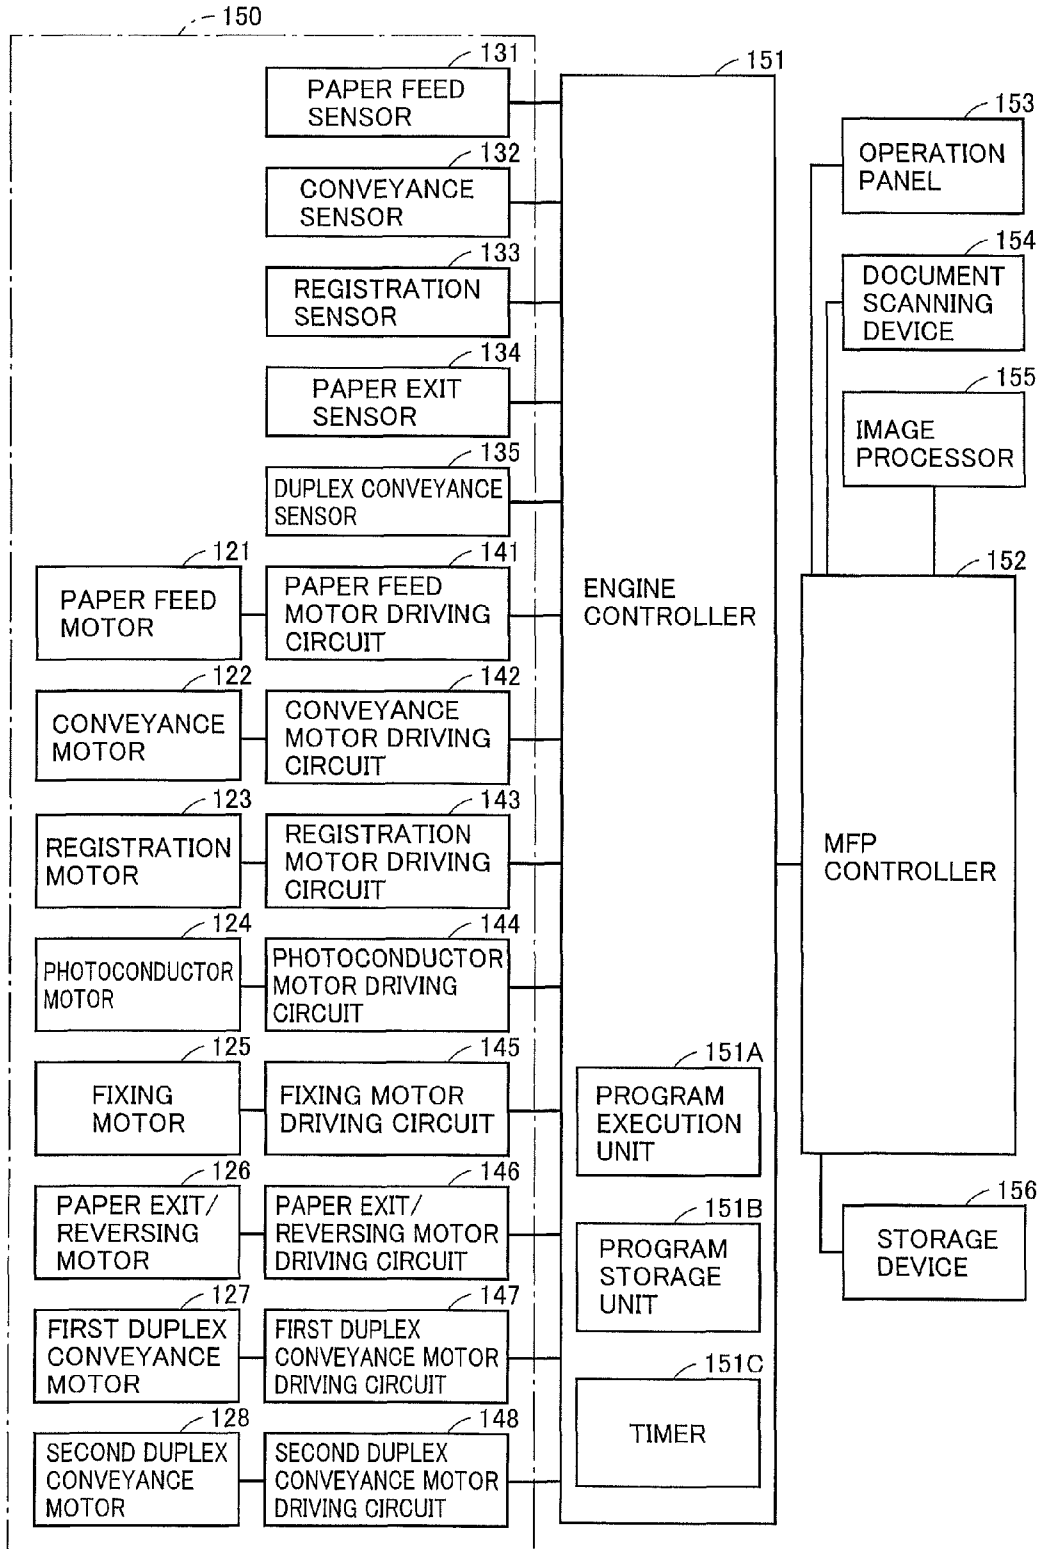 150
131
PAPER FEED
SENSOR
132
CONVEYANCE
SENSOR
133
REGISTRATION
SENSOR
134
PAPER EXIT
SENSOR
135
DUPLEX CONVEYANCE
SENSOR
121
PAPER FEED
MOTOR
141
PAPER FEED
MOTOR DRIVING
CIRCUIT
122
CONVEYANCE
MOTOR
142
CONVEYANCE
MOTOR DRIVING
CIRCUIT
123
REGISTRATION
MOTOR
143
REGISTRATION
MOTOR DRIVING
CIRCUIT
124
PHOTOCONDUCTOR
MOTOR
144
PHOTOCONDUCTOR
MOTOR DRIVING
CIRCUIT
125
FIXING
MOTOR
145
FIXING MOTOR
DRIVING CIRCUIT
126
PAPER EXIT/
REVERSING
MOTOR
146
PAPER EXIT/
REVERSING MOTOR
DRIVING CIRCUIT
127
FIRST DUPLEX
CONVEYANCE
MOTOR
147
FIRST DUPLEX
CONVEYANCE MOTOR
DRIVING CIRCUIT
128
SECOND DUPLEX
CONVEYANCE
MOTOR
148
SECOND DUPLEX
CONVEYANCE MOTOR
DRIVING CIRCUIT
151
ENGINE
CONTROLLER
151A
PROGRAM
EXECUTION
UNIT
151B
PROGRAM
STORAGE
UNIT
151C
TIMER
153
OPERATION
PANEL
154
DOCUMENT
SCANNING
DEVICE
155
IMAGE
PROCESSOR
152
MFP
CONTROLLER
156
STORAGE
DEVICE